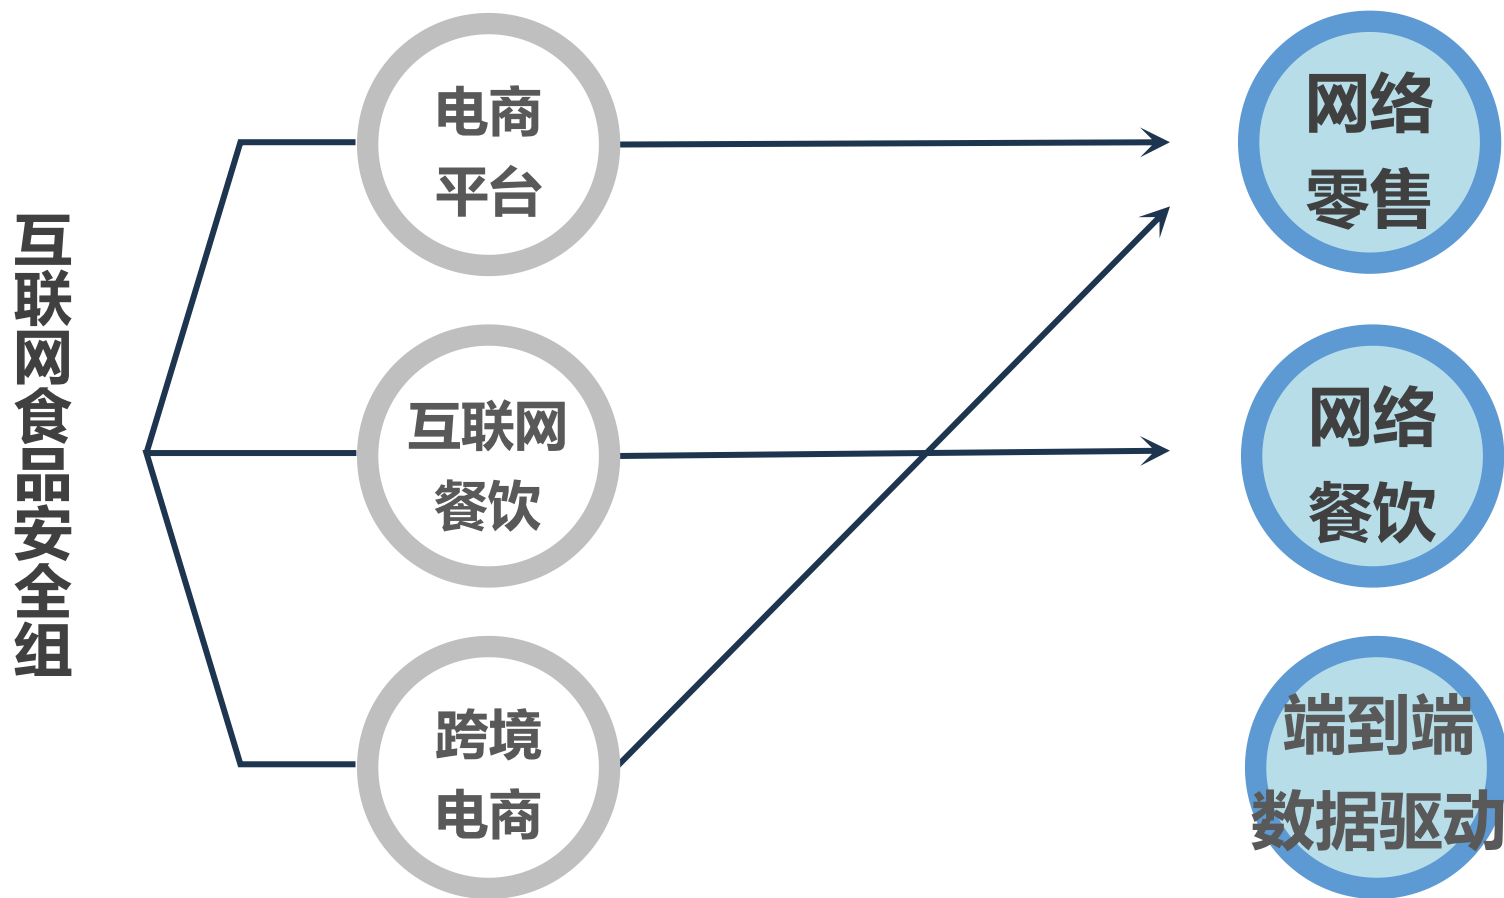 互联网食品安全组
电商
平台
互联网
餐饮
跨境
电商
网络
零售
网络
餐饮
端到端
数据驱动